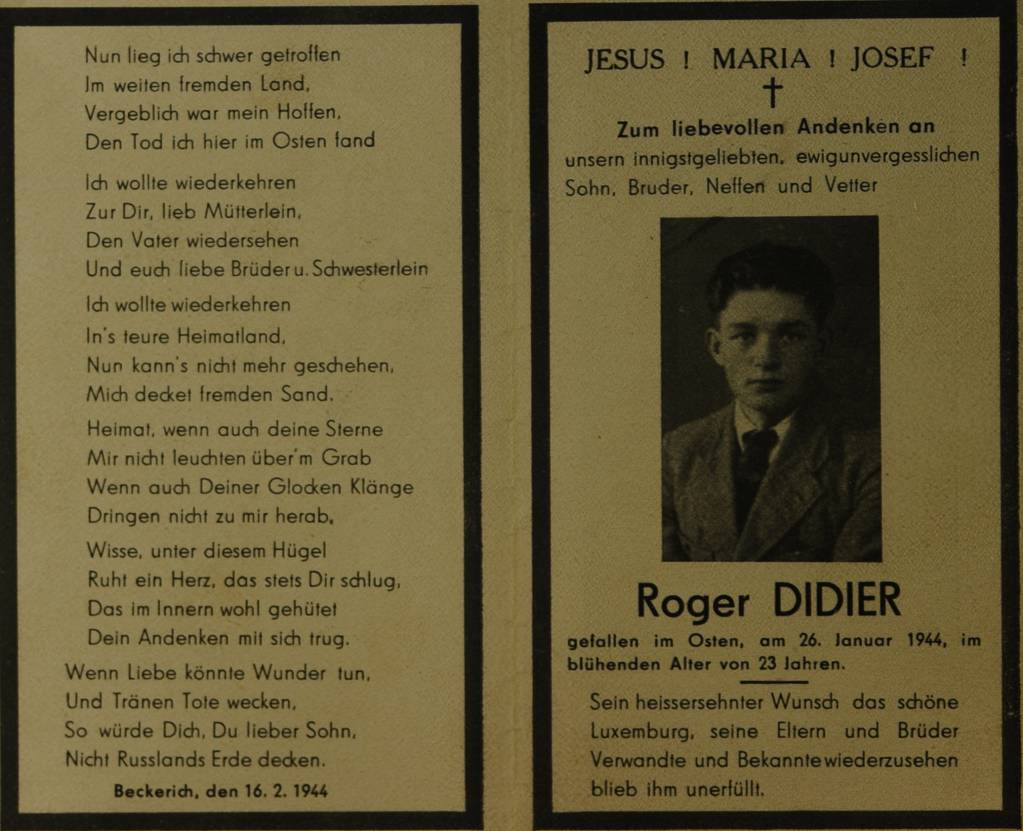 Nun lieg ich schwer getroffen
Im weiten fremden Land,
Vergeblich war mein Hoffen,
Den Tod ich hier im Osten fand
Ich wollte wiederkehren
Zur Dir, lieb Mütterlein,
Den Vater wiedersehen
Und euch liebe Brüder u. Schwesterlein
Ich wollte wiederkehren
In's teure Heimatland,
Nun kann's nicht mehr geschehen,
Mich decket fremden Sand.
Heimat, wenn auch deine Sterne
Mir nicht leuchten über'm Grab
Wenn auch Deiner Glocken Klänge
Dringen nicht zu mir herab,
Wisse, unter diesem Hügel
Ruht ein Herz, das stets Dir schlug,
Das im Innern wohl gehütet
Dein Andenken mit sich trug.
Wenn Liebe könnte Wunder tun,
Und Tränen Tote wecken,
So würde Dich, Du lieber Sohn,
Nicht Russlands Erde decken.
Beckerich, den 16. 2. 1944
JESUS ! MARIA ! JOSEF !
Zum liebevollen Andenken an
unsern innigstgeliebten, ewigunvergesslichen
Sohn, Bruder, Neffen und Vetter
Roger DIDIER
gefallen im Osten, am 26. Januar 1944, im
blühenden Alter von 23 Jahren.
Sein heissersehnter Wunsch das schöne
Luxemburg, seine Eltern und Brüder
Verwandte und Bekannte wiederzusehen
blieb ihm unerfüllt.